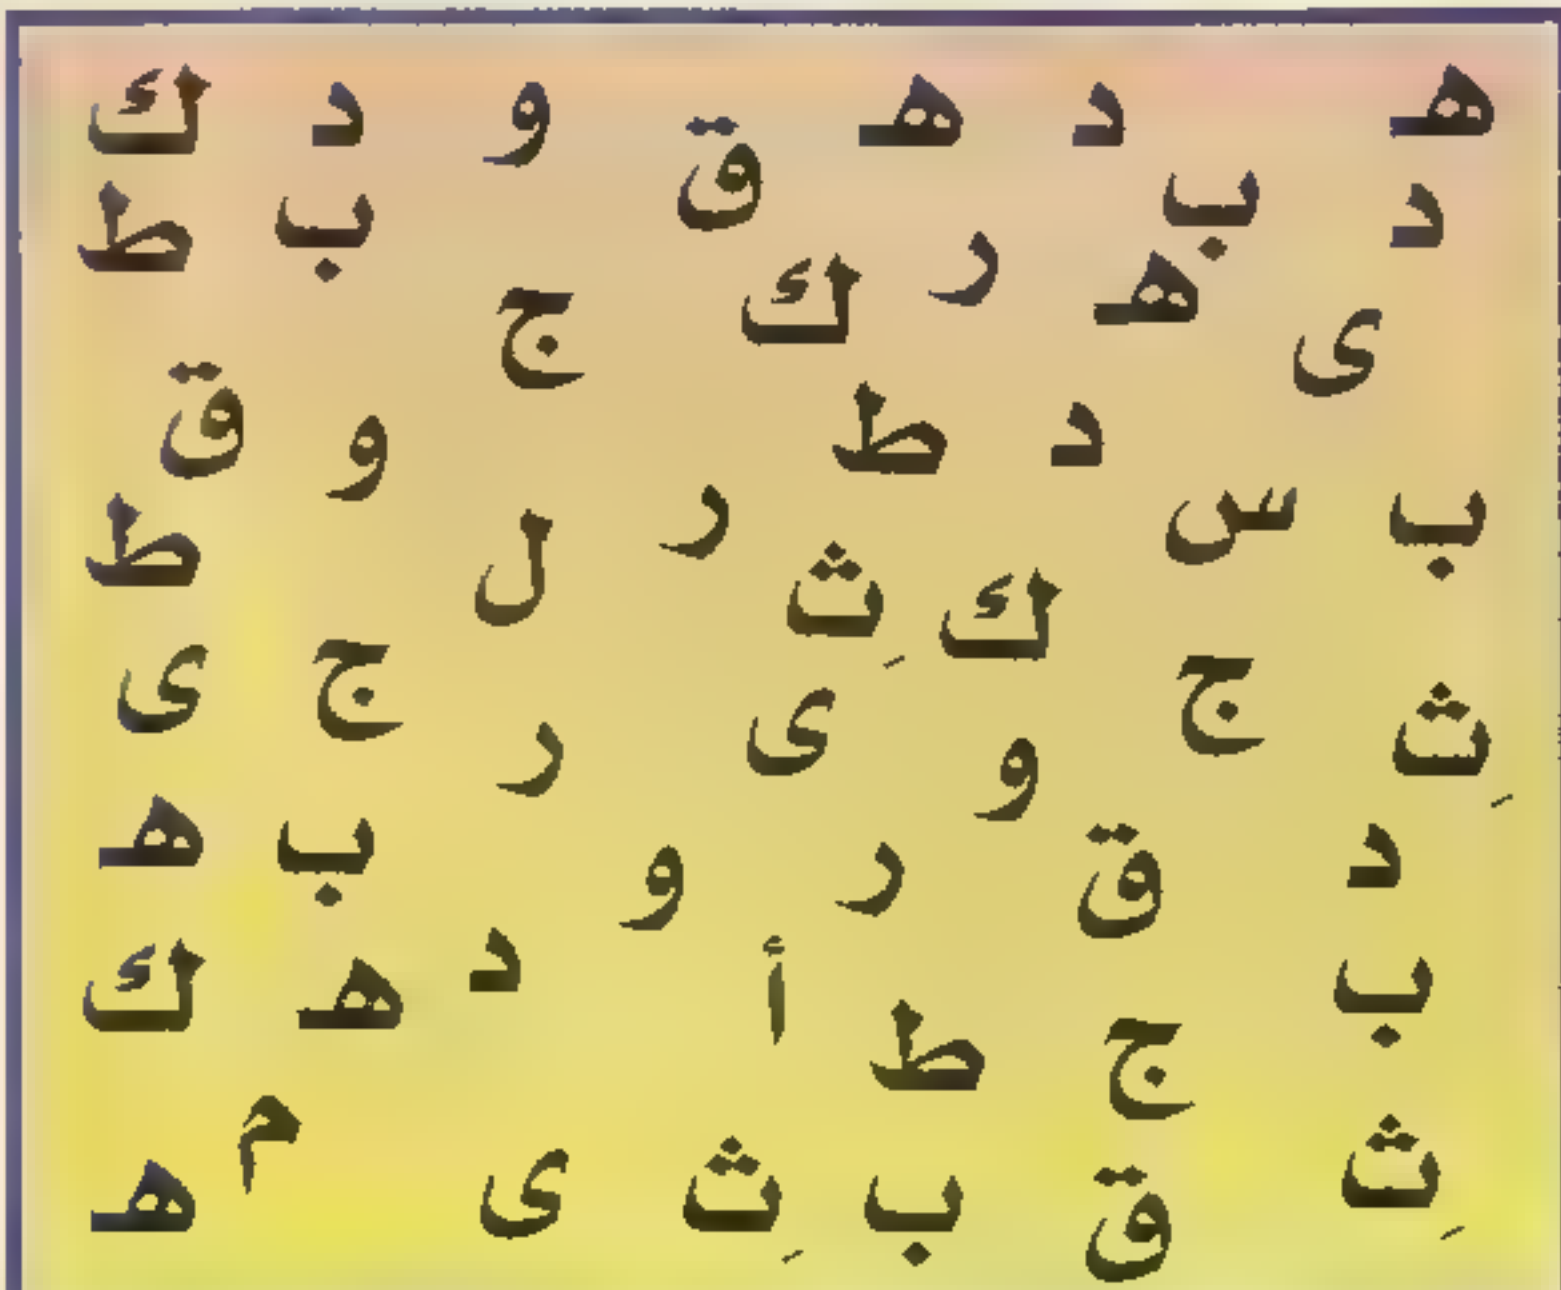 هـ د هـ ق و د ك
د ب ر ب ط
ى هـ ك ج
د ط و ق
ب س ر ل ط
ك ثِ
ثِ ج و ى ر ج ى
د ق ر و ب هـ
ب أ د هـ ك
ج ط
ثِ ق ب ثِ ى م هـ